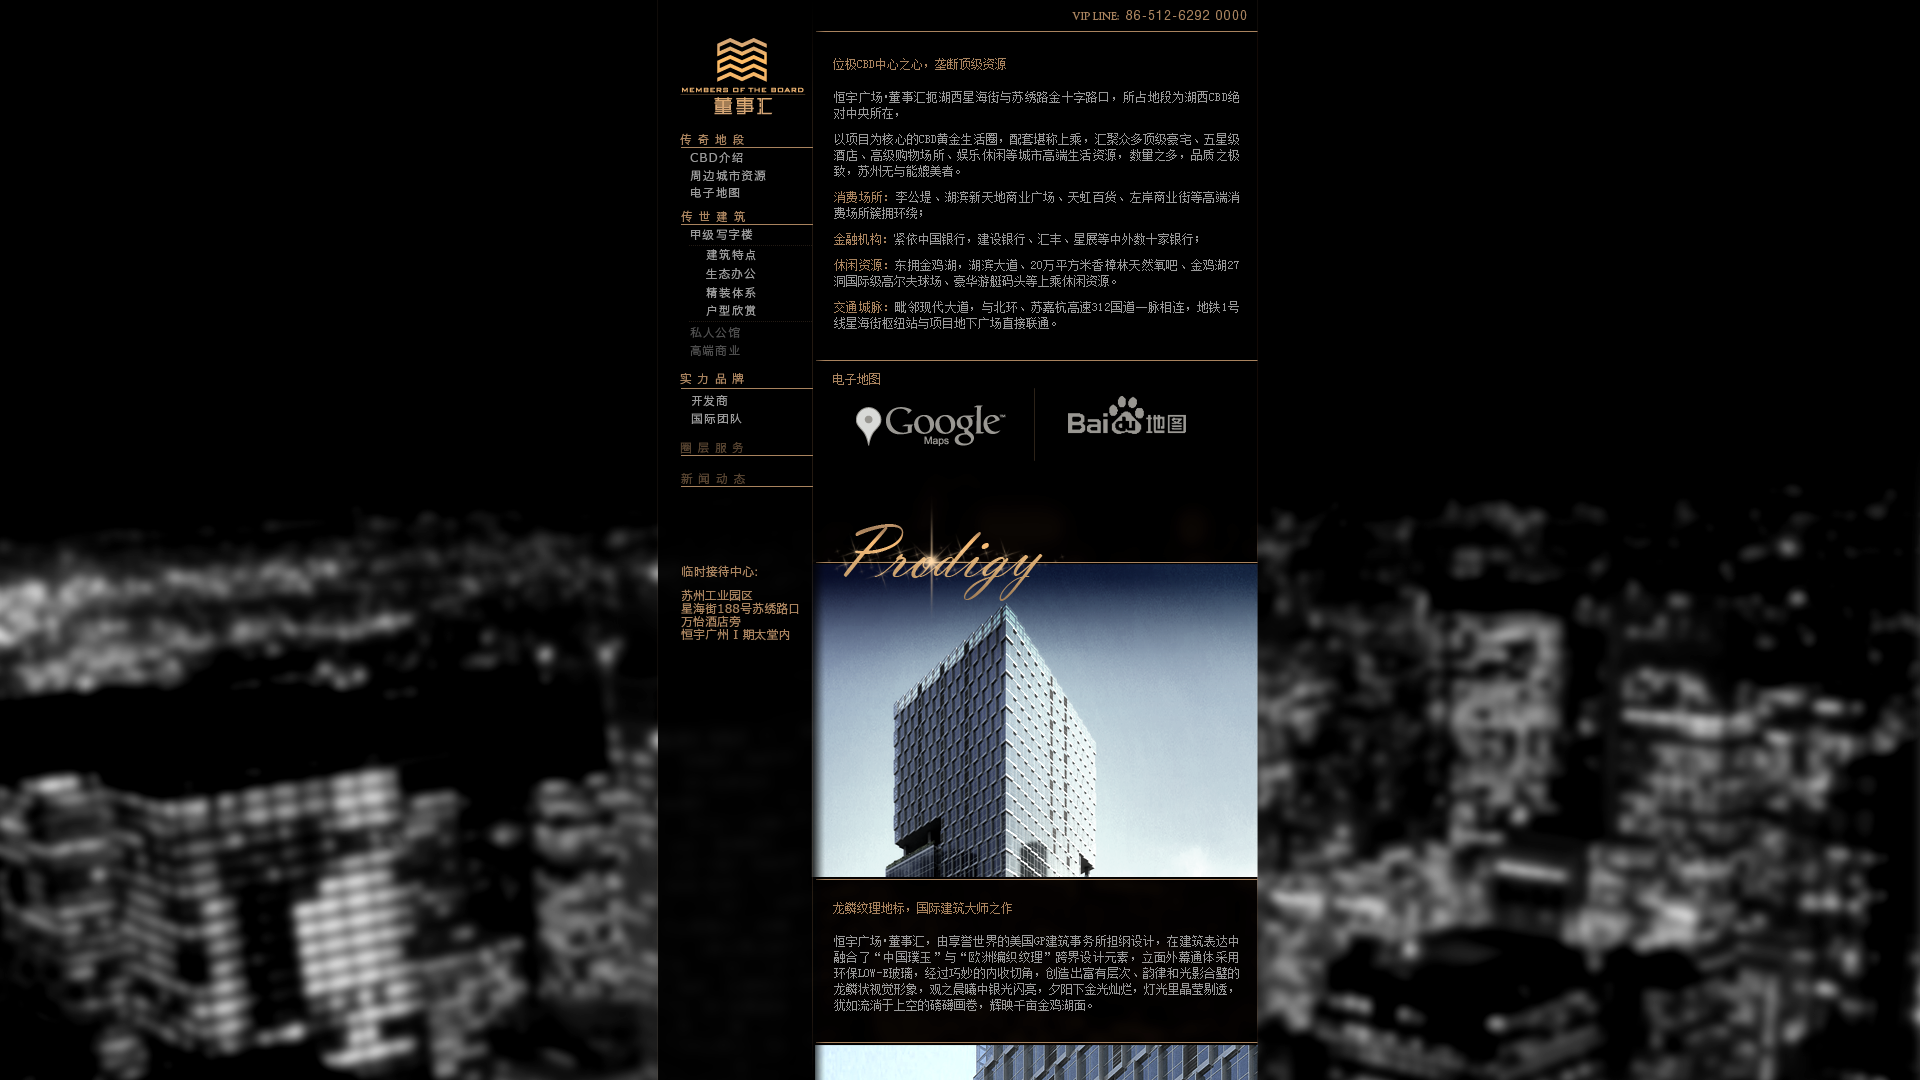 VIP LINE: 86-512-6292 0000
MEMBERS OF THE BOARD
董事汇
传奇地段
CBD介绍
周边城市资源
电子地图
传世建筑
甲级写字楼
建筑特点
生态办公
精装体系
户型欣赏
私人公馆
高端商业
实力品牌
开发商
国际团队
圈层服务
新闻动态
临时接待中心:
苏州工业园区
星海街188号苏绣路口
万怡酒店旁
恒宇广州 I 期太堂内
位极CBD中心之心，垄断顶级资源
恒宇广场·董事汇扼湖西星海街与苏绣路金十字路口，所占地段为湖西CBD绝
对中央所在，
以项目为核心的CBD黄金生活圈，配套堪称上乘，汇聚众多顶级豪宅、五星级
酒店、高级购物场所、娱乐休闲等城市高端生活资源，数量之多，品质之极
致，苏州无与能媲美者。
消费场所：李公堤、湖滨新天地商业广场、天虹百货、左岸商业街等高端消
费场所簇拥环绕；
金融机构：紧依中国银行，建设银行、汇丰、星展等中外数十家银行；
休闲资源：东拥金鸡湖，湖滨大道、20万平方米香樟林天然氧吧、金鸡湖27
洞国际级高尔夫球场、豪华游艇码头等上乘休闲资源。
交通城脉：毗邻现代大道，与北环、苏嘉杭高速312国道一脉相连，地铁1号
线星海街枢纽站与项目地下广场直接联通。
电子地图
Google™
Maps
Bai du 地图
Prodigy
龙鳞纹理地标，国际建筑大师之作
恒宇广场·董事汇，由享誉世界的美国GP建筑事务所担纲设计，在建筑表达中
融合了“中国璞玉”与“欧洲编织纹理”跨界设计元素，立面外幕通体采用
环保LOW-E玻璃，经过巧妙的内收切角，创造出富有层次、韵律和光影合璧的
龙鳞状视觉形象，观之晨曦中银光闪亮，夕阳下金光灿烂，灯光里晶莹剔透，
犹如流淌于上空的磅礴画卷，辉映千亩金鸡湖面。